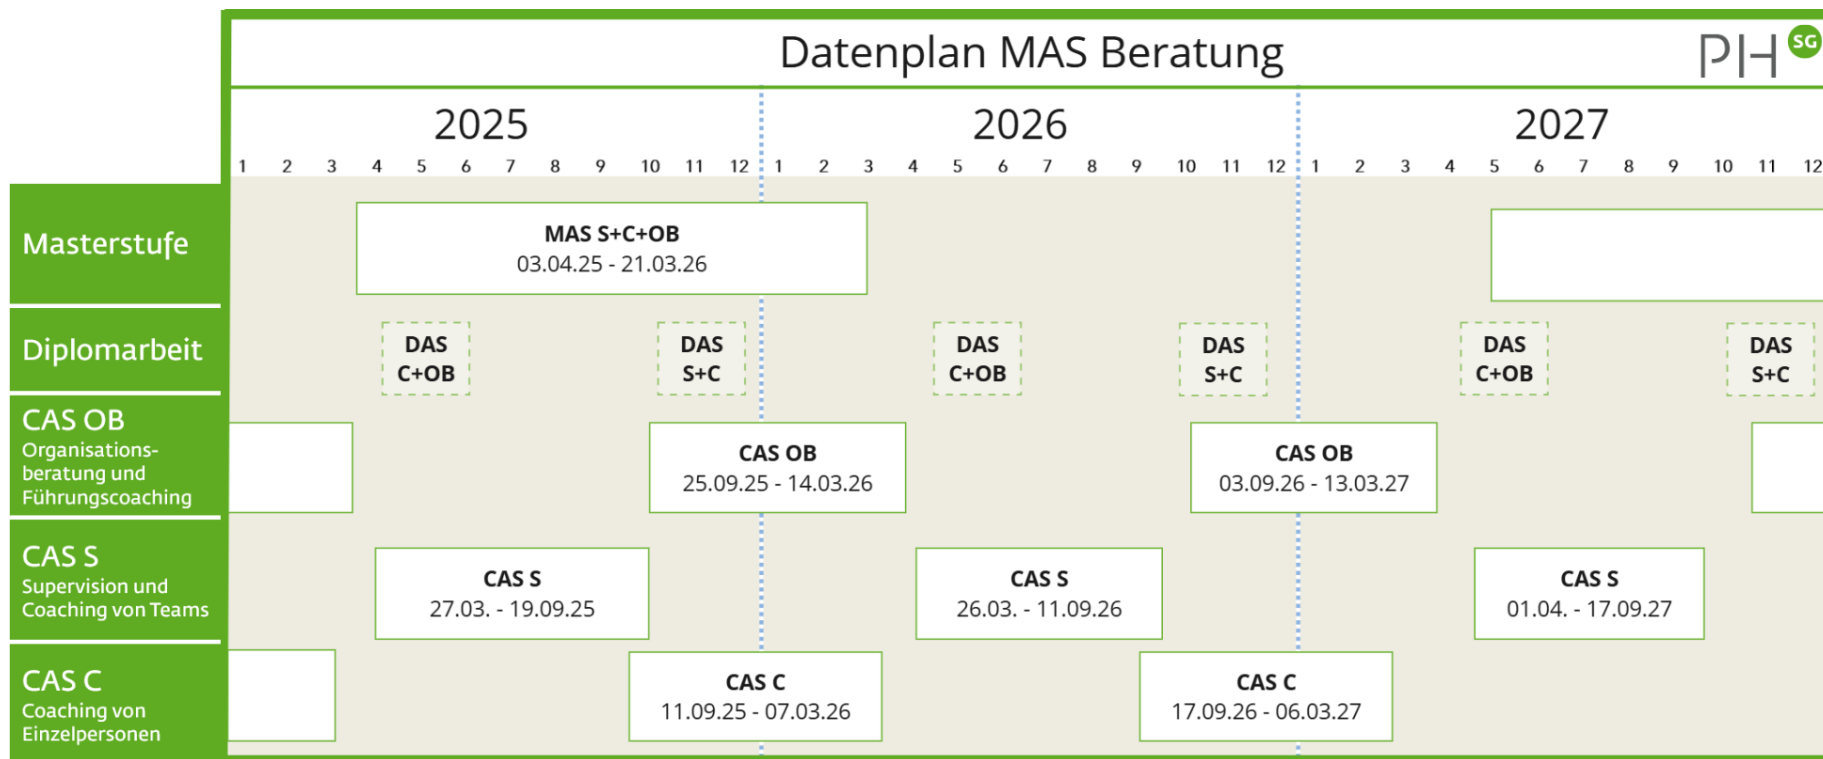 Datenplan MAS Beratung
PH SG
2025
2026
2027
1 2 3 4 5 6 7 8 9 10 11 12 1 2 3 4 5 6 7 8 9 10 11 12 1 2 3 4 5 6 7 8 9 10 11 12
Masterstufe
MAS S+C+OB
03.04.25 - 21.03.26
Diplomarbeit
DAS
C+OB
DAS
S+C
DAS
C+OB
DAS
S+C
DAS
C+OB
DAS
S+C
CAS OB
Organisations-
beratung und
Führungscoaching
CAS OB
25.09.25 - 14.03.26
CAS OB
03.09.26 - 13.03.27
CAS S
Supervision und
Coaching von Teams
CAS S
27.03. - 19.09.25
CAS S
26.03. - 11.09.26
CAS S
01.04. - 17.09.27
CAS C
Coaching von
Einzelpersonen
CAS C
11.09.25 - 07.03.26
CAS C
17.09.26 - 06.03.27